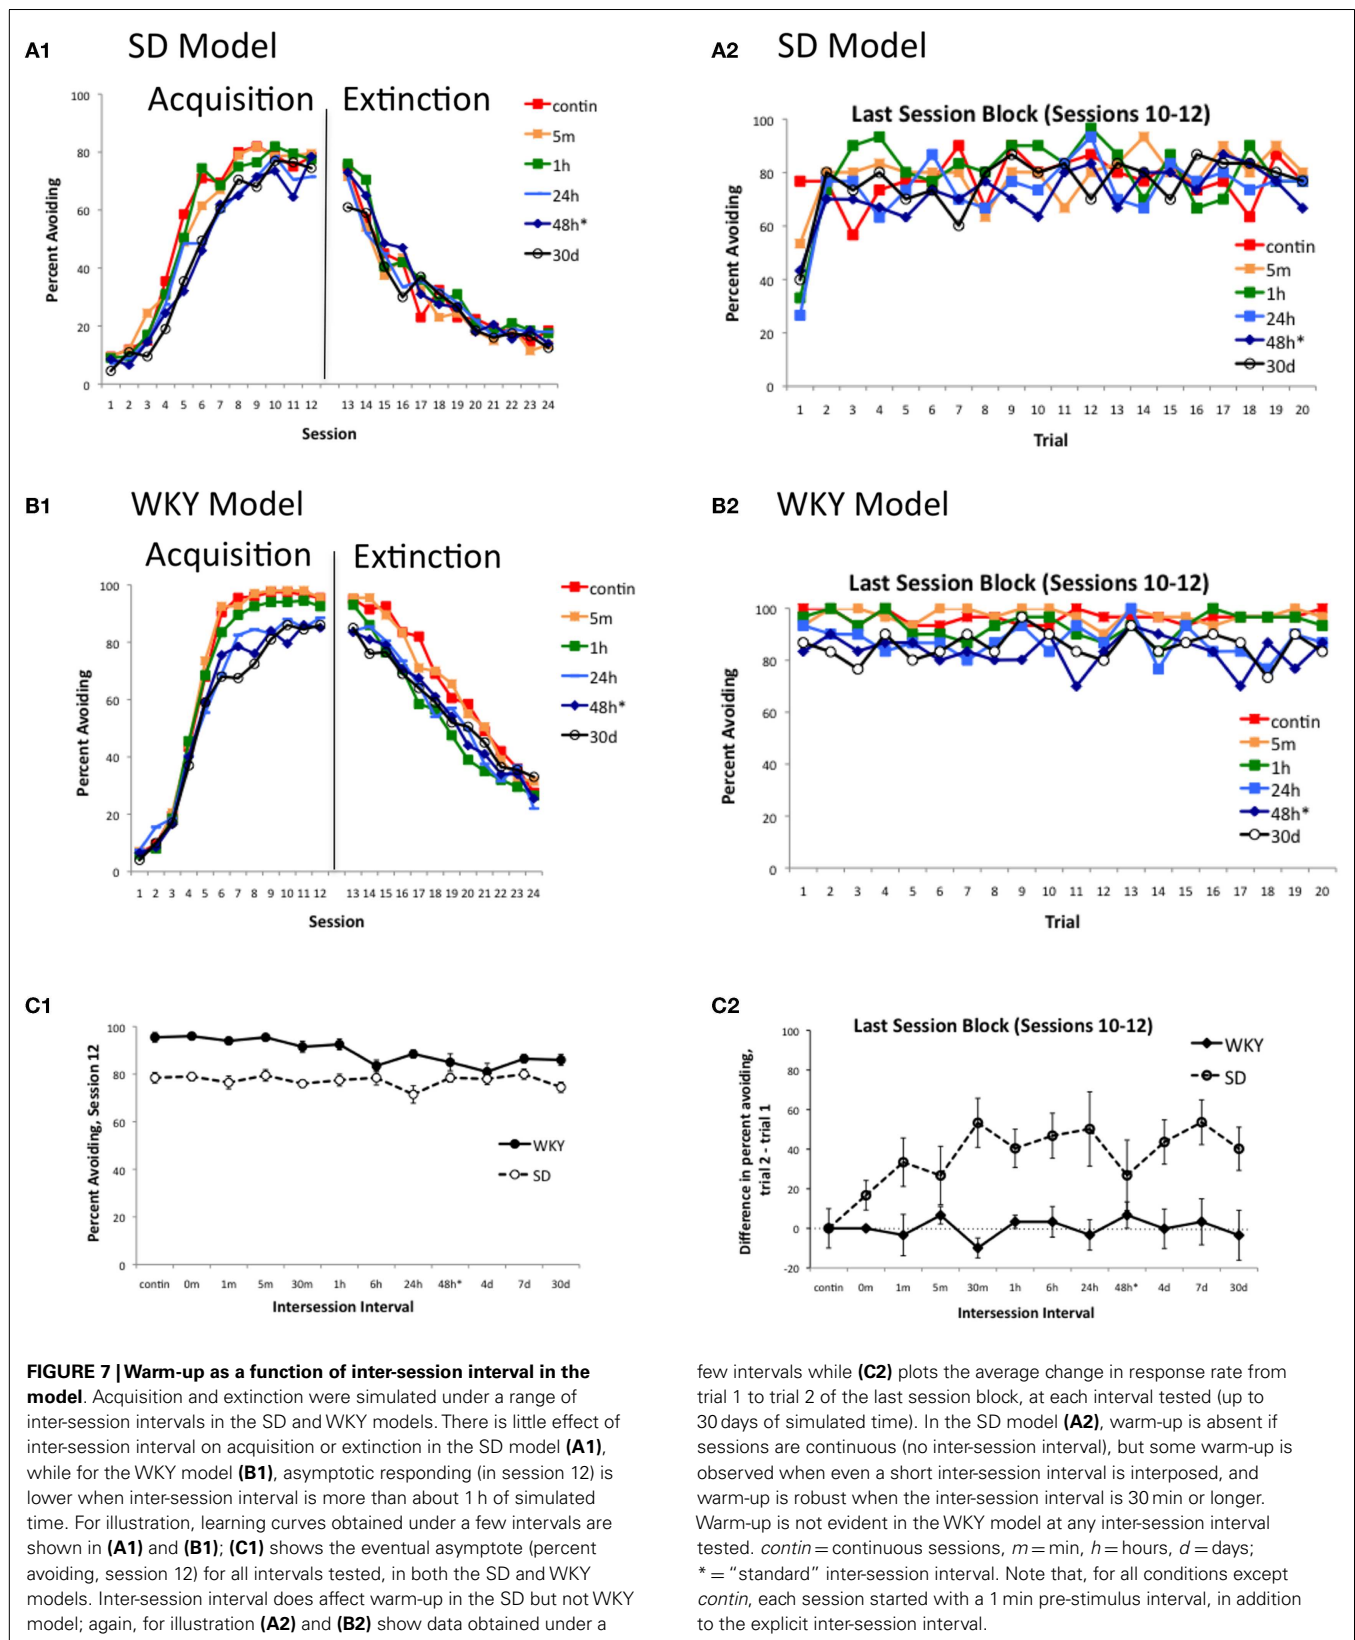 A1 SD Model
Acquisition Extinction
100
80
60
40
20
0
Percent Avoiding
contin
5m
1h
24h
48h*
30d
1 2 3 4 5 6 7 8 9 10 11 12 13 14 15 16 17 18 19 20 21 22 23 24
Session
A2 SD Model
Last Session Block (Sessions 10-12)
100
80
60
40
20
0
Percent Avoiding
contin
5m
1h
24h
48h*
30d
1 2 3 4 5 6 7 8 9 10 11 12 13 14 15 16 17 18 19 20
Trial
B1 WKY Model
Acquisition Extinction
100
80
60
40
20
0
Percent Avoiding
contin
5m
1h
24h
48h*
30d
1 2 3 4 5 6 7 8 9 10 11 12 13 14 15 16 17 18 19 20 21 22 23 24
Session
B2 WKY Model
Last Session Block (Sessions 10-12)
100
80
60
40
20
0
Percent Avoiding
contin
5m
1h
24h
48h*
30d
1 2 3 4 5 6 7 8 9 10 11 12 13 14 15 16 17 18 19 20
Trial
C1
100
80
60
40
20
0
Percent Avoiding, Session 12
WKY
SD
contin 0m 1m 5m 30m 1h 6h 24h 48h* 4d 7d 30d
Intersession Interval
C2
Last Session Block (Sessions 10-12)
100
80
60
40
20
0
-20
Difference in percent avoiding,
trial 2 - trial 1
WKY
SD
contin 0m 1m 5m 30m 1h 6h 24h 48h* 4d 7d 30d
Intersession Interval
FIGURE 7 | Warm-up as a function of inter-session interval in the
model. Acquisition and extinction were simulated under a range of
inter-session intervals in the SD and WKY models. There is little effect of
inter-session interval on acquisition or extinction in the SD model (A1),
while for the WKY model (B1), asymptotic responding (in session 12) is
lower when inter-session interval is more than about 1 h of simulated
time. For illustration, learning curves obtained under a few intervals are
shown in (A1) and (B1); (C1) shows the eventual asymptote (percent
avoiding, session 12) for all intervals tested, in both the SD and WKY
models. Inter-session interval does affect warm-up in the SD but not WKY
model; again, for illustration (A2) and (B2) show data obtained under a
few intervals while (C2) plots the average change in response rate from
trial 1 to trial 2 of the last session block, at each interval tested (up to
30 days of simulated time). In the SD model (A2), warm-up is absent if
sessions are continuous (no inter-session interval), but some warm-up is
observed when even a short inter-session interval is interposed, and
warm-up is robust when the inter-session interval is 30 min or longer.
Warm-up is not evident in the WKY model at any inter-session interval
tested. contin = continuous sessions, m = min, h = hours, d = days;
* = “standard” inter-session interval. Note that, for all conditions except
contin, each session started with a 1 min pre-stimulus interval, in addition
to the explicit inter-session interval.